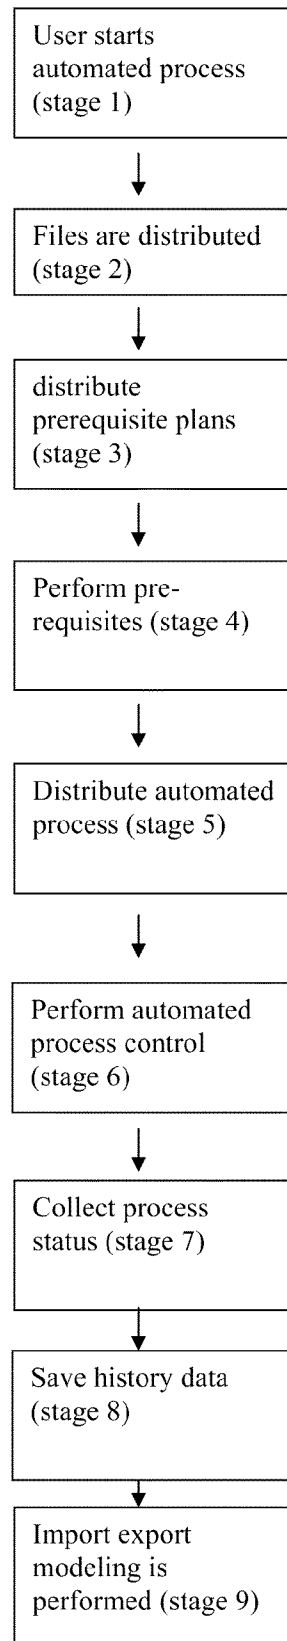 User starts
automated process
(stage 1)
Files are distributed
(stage 2)
distribute
prerequisite plans
(stage 3)
Perform pre-
requisites (stage 4)
Distribute automated
process (stage 5)
Perform automated
process control
(stage 6)
Collect process
status (stage 7)
Save history data
(stage 8)
Import export
modeling is
performed (stage 9)